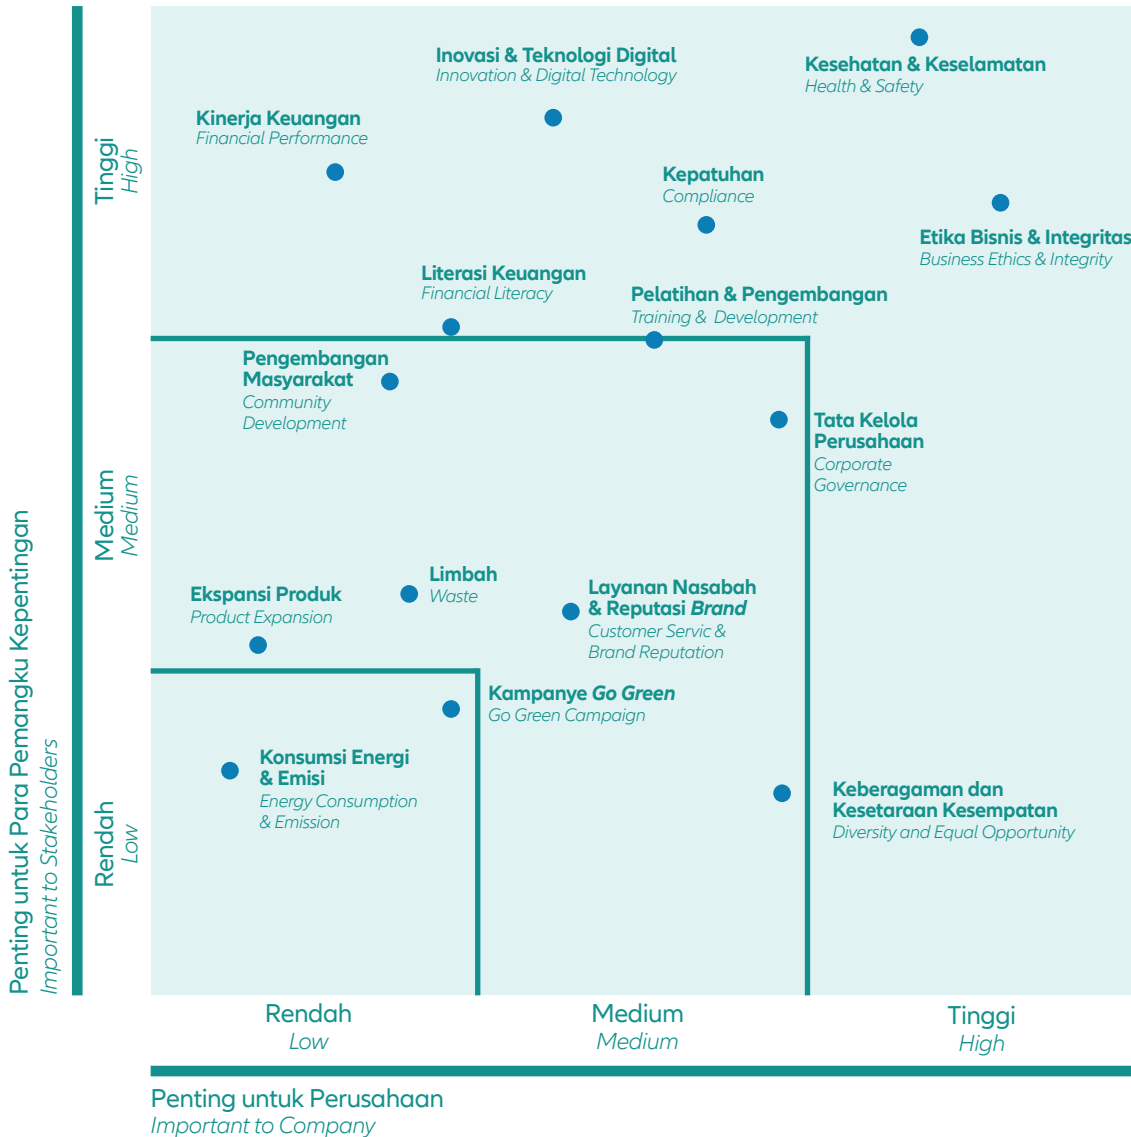 Inovasi & Teknologi Digital
Innovation & Digital Technology
Kesehatan & Keselamatan
Health & Safety
Kinerja Keuangan
Financial Performance
Kepatuhan
Compliance
Etika Bisnis & Integritas
Business Ethics & Integrity
Literasi Keuangan
Financial Literacy
Pelatihan & Pengembangan
Training & Development
Pengembangan
Masyarakat
Community
Development
Tata Kelola
Perusahaan
Corporate
Governance
Limbah
Waste
Ekspansi Produk
Product Expansion
Layanan Nasabah
& Reputasi Brand
Customer Servic &
Brand Reputation
Kampanye Go Green
Go Green Campaign
Konsumsi Energi
& Emisi
Energy Consumption
& Emission
Keberagaman dan
Kesetaraan Kesempatan
Diversity and Equal Opportunity
Tinggi
High
Medium
Medium
Rendah
Low
Penting untuk Para Pemangku Kepentingan
Important to Stakeholders
Rendah
Low
Medium
Medium
Tinggi
High
Penting untuk Perusahaan
Important to Company